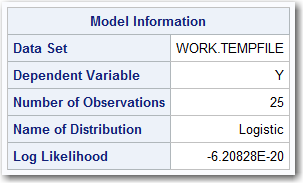 Model Information
Data Set WORK.TEMPFILE
Dependent Variable Y
Number of Observations 25
Name of Distribution Logistic
Log Likelihood -6.20828E-20